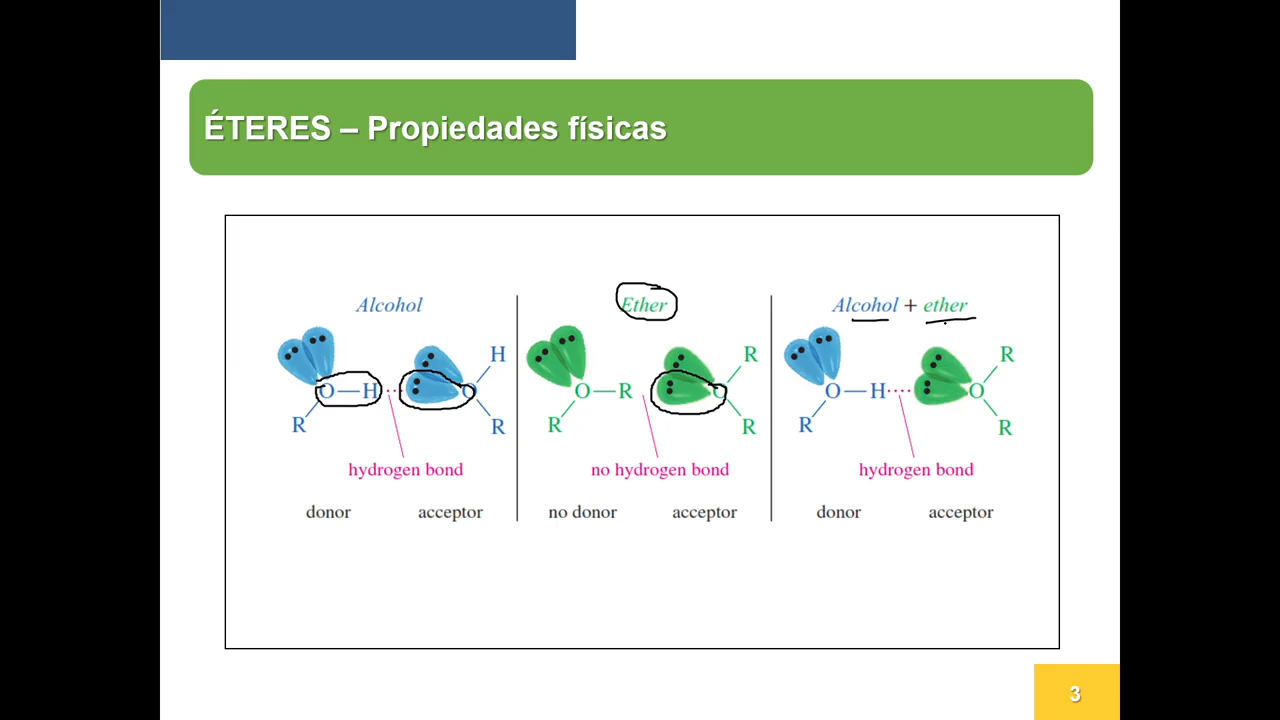 ÉTERES – Propiedades físicas
Alcohol
H
O—H
O
R
R
hydrogen bond
donor
acceptor
Ether
R
O—R
O
R
R
no hydrogen bond
no donor
acceptor
Alcohol + ether
R
O—H
O
R
R
hydrogen bond
donor
acceptor
3